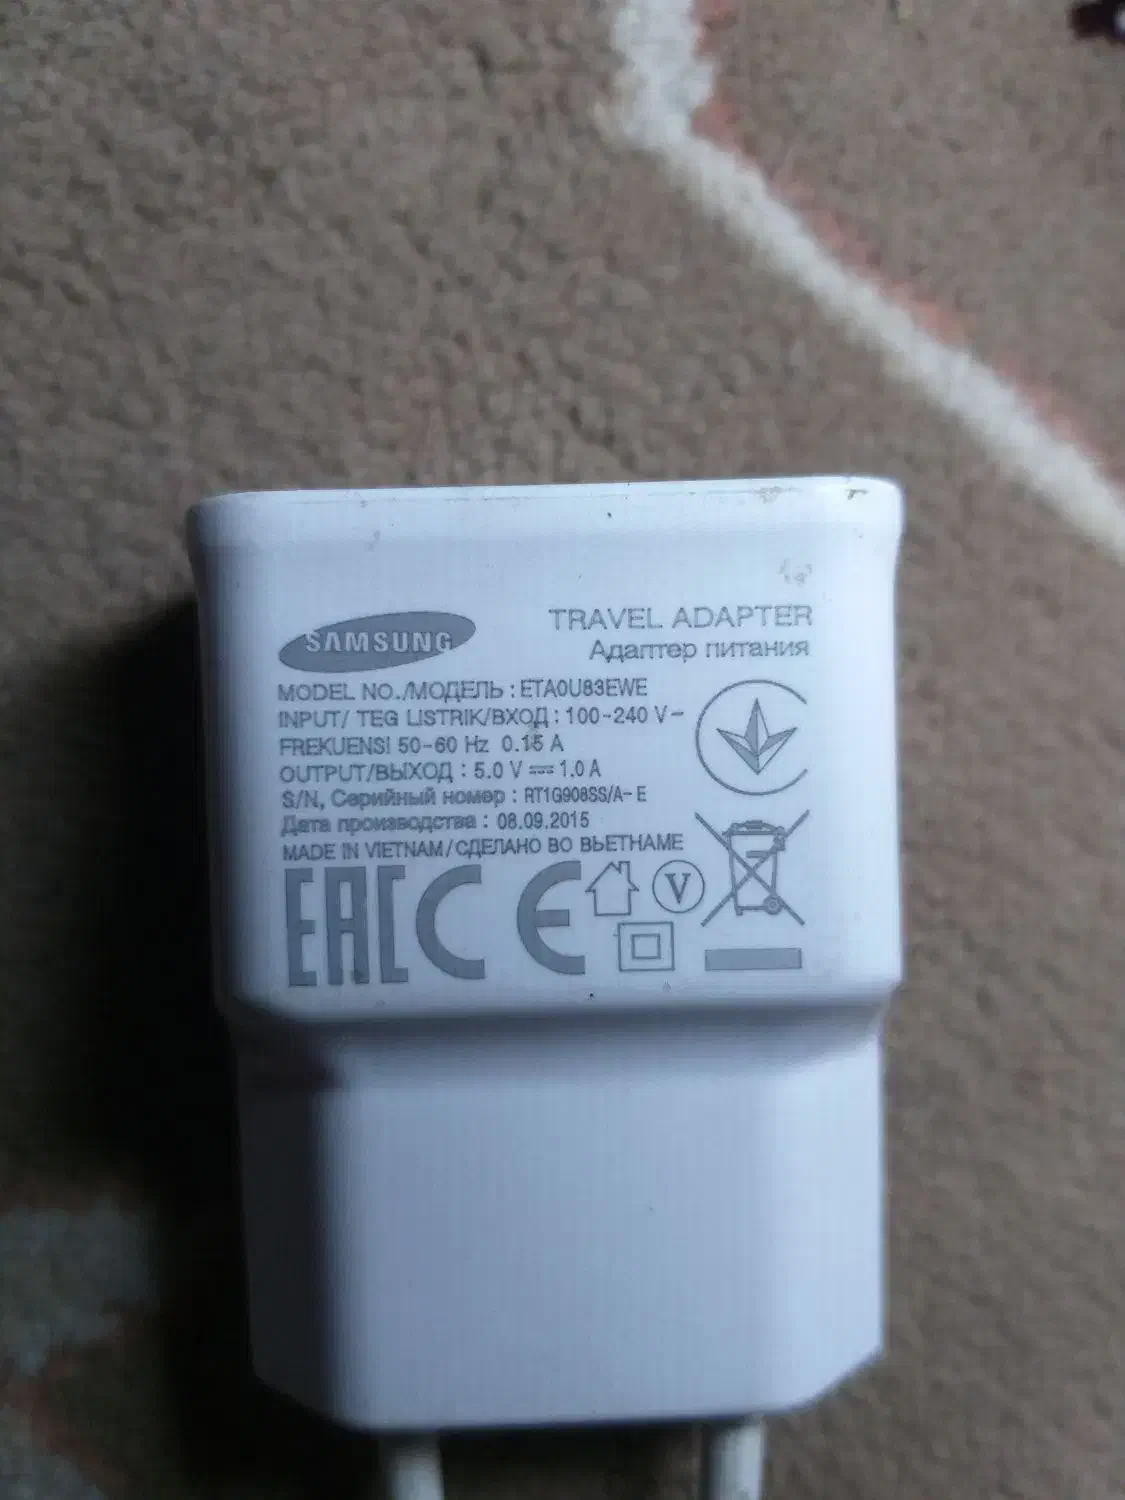 SAMSUNG
TRAVEL ADAPTER
Адаптер питания
MODEL NO./МОДЕЛЬ : ETA0U83EWE
INPUT/ TEG LISTRIK/ВХОД : 100-240 V~
FREKUENSI 50-60 Hz 0.15 A
OUTPUT/ВЫХОД : 5.0 V ⎓ 1.0 A
S/N, Серийный номер : RT1G908SS/A-E
Дата производства : 08.09.2015
MADE IN VIETNAM/СДЕЛАНО ВО ВЬЕТНАМЕ
EAC CE V